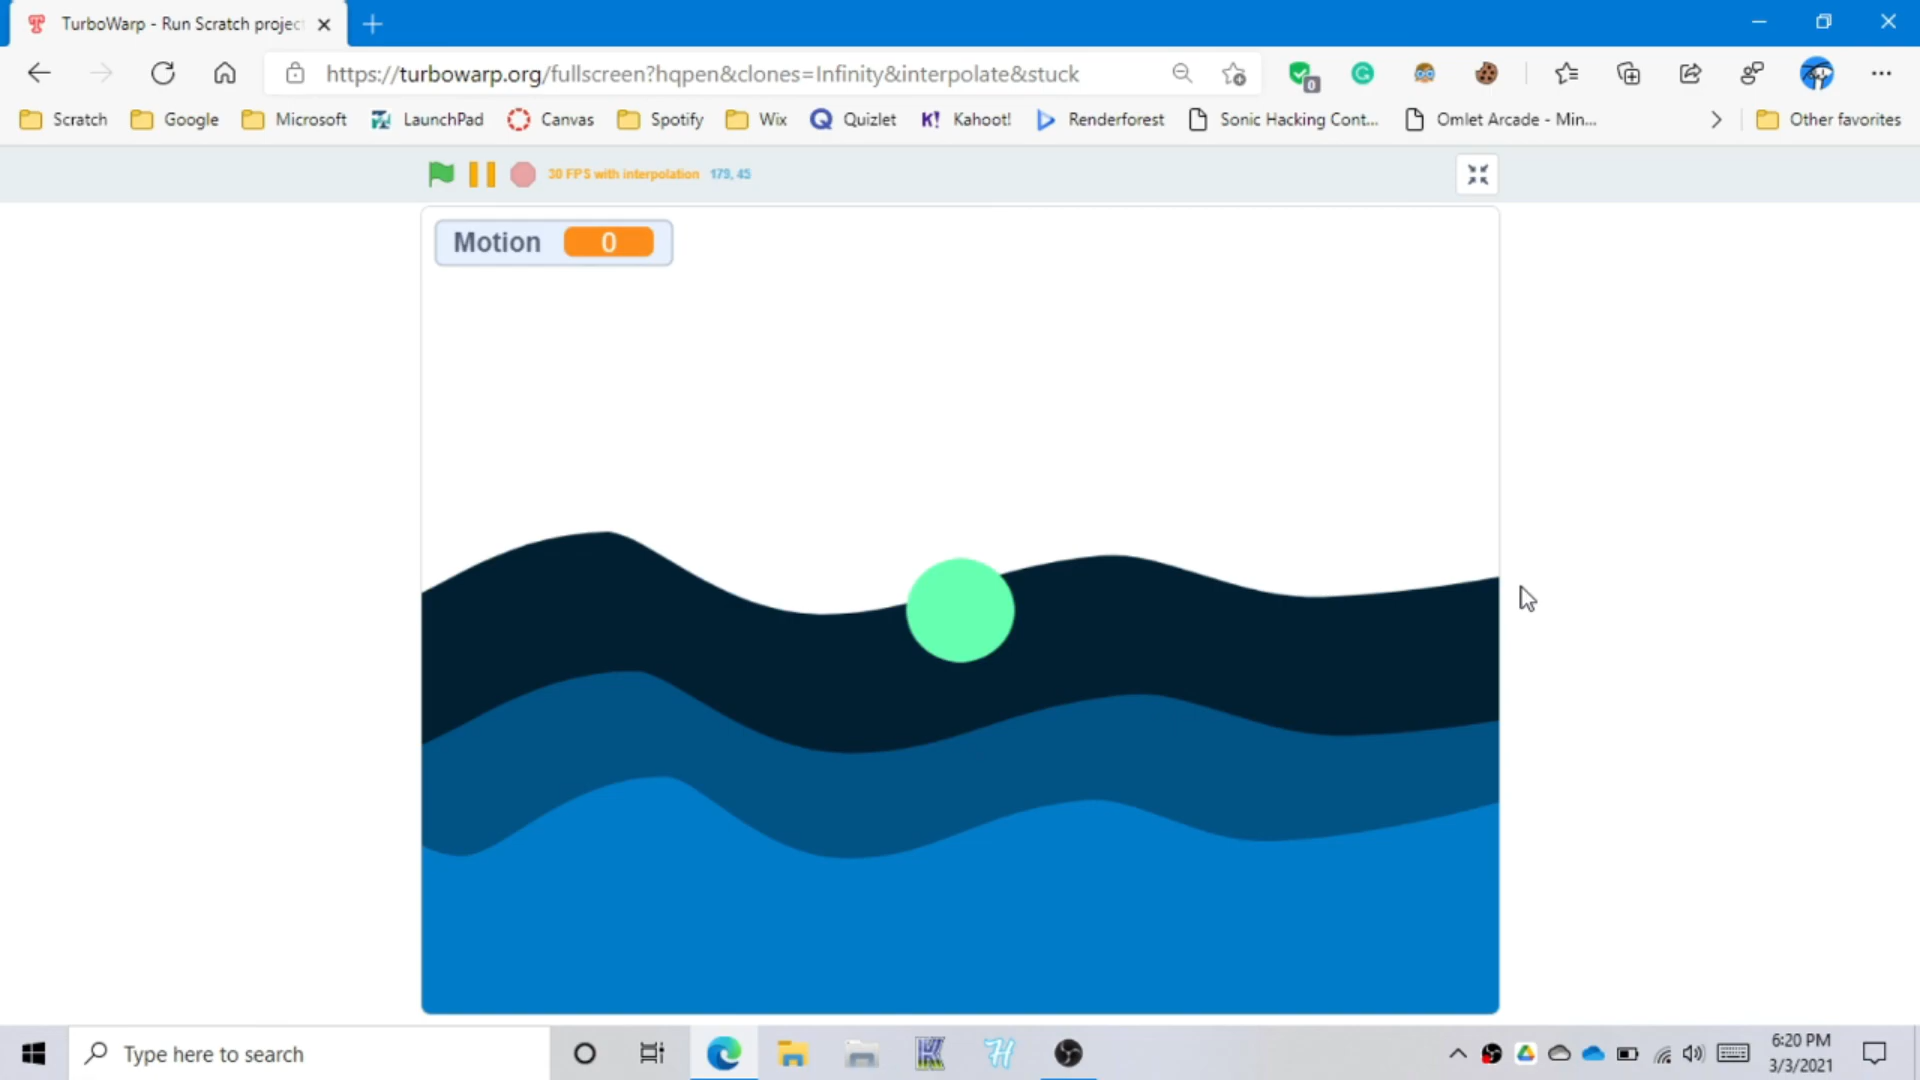 TurboWarp - Run Scratch projec
https://turbowarp.org/fullscreen?hqpen&clones=Infinity&interpolate&stuck
0
Scratch Google Microsoft LaunchPad Canvas Spotify Wix Quizlet K! Kahoot! Renderforest Sonic Hacking Cont... Omlet Arcade - Min... Other favorites
30 FPS with interpolation 179, 45
Motion 0
Type here to search
6:20 PM
3/3/2021